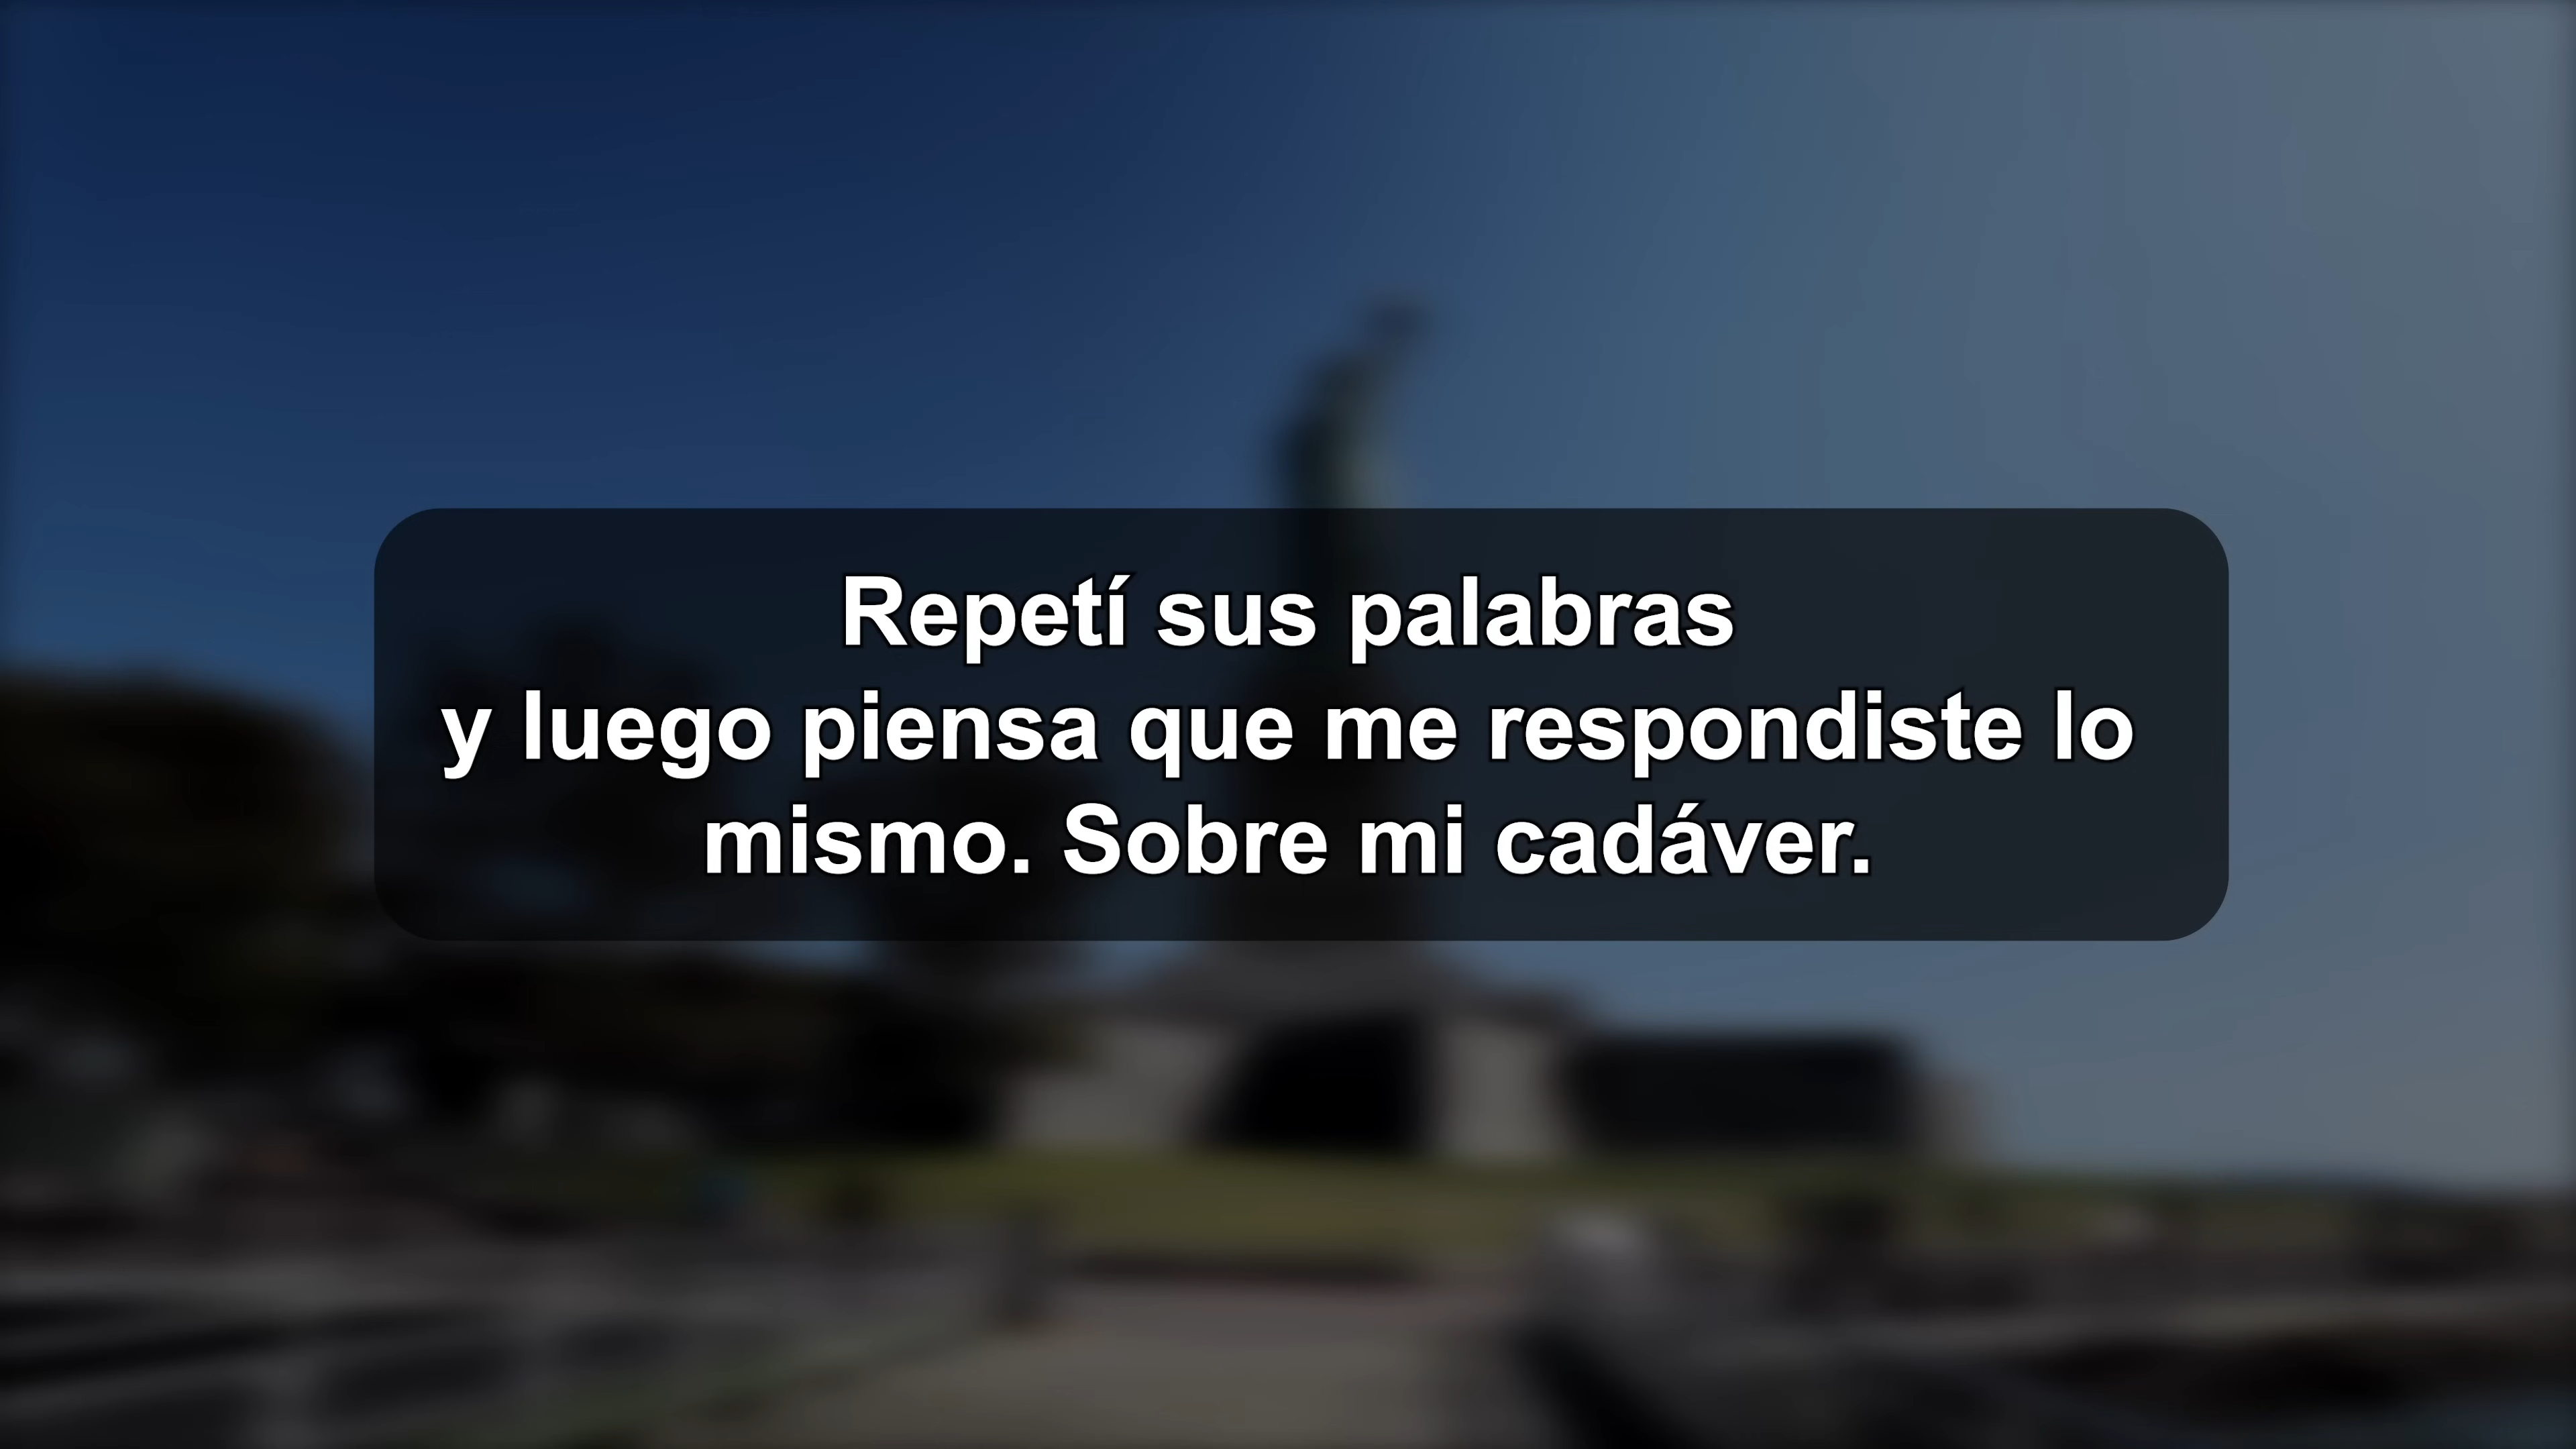 Repetí sus palabras
y luego piensa que me respondiste lo
mismo. Sobre mi cadáver.